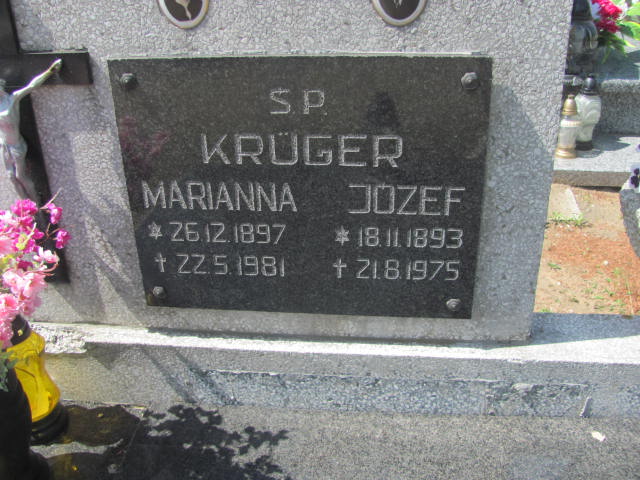 S.P.
KRÜGER
MARIANNA JÓZEF
* 26.12.1897 * 18.11.1893
✝ 22.5.1981 ✝ 21.8.1975